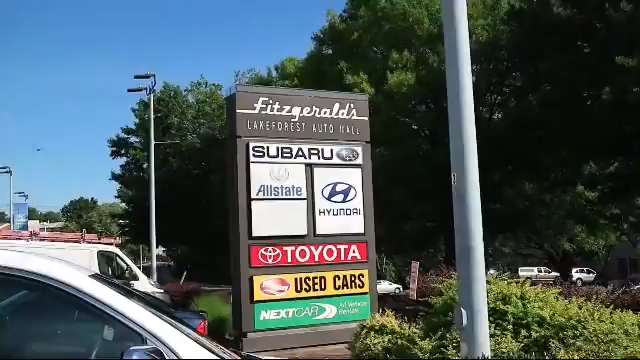 Fitzgerald's
LAKEFOREST AUTO MALL
SUBARU
Allstate
HYUNDAI
TOYOTA
USED CARS
NEXTCAR
All Vehicle
Rentals